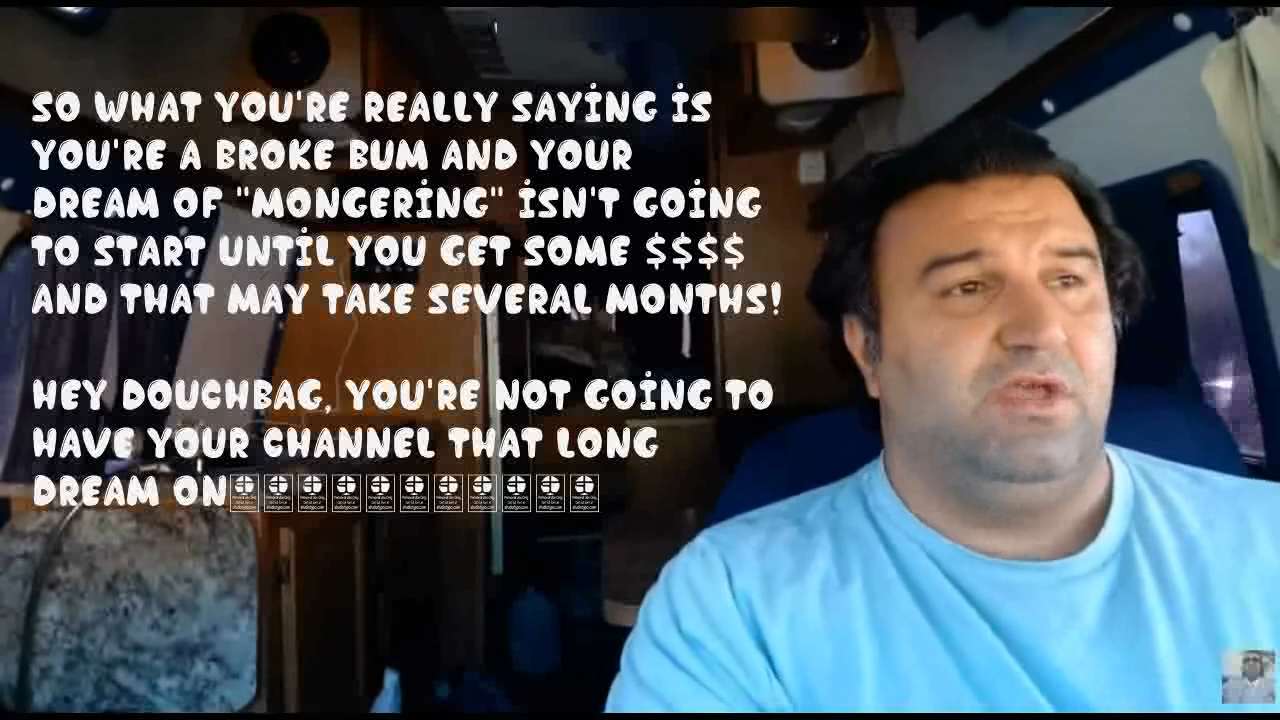 SO WHAT YOU'RE REALLY SAYİNG İS
YOU'RE A BROKE BUM AND YOUR
DREAM OF "MONGERİNG" İSN'T GOİNG
TO START UNTİL YOU GET SOME $$$$
AND THAT MAY TAKE SEVERAL MONTHS!
HEY DOUCHBAG, YOU'RE NOT GOİNG TO
HAVE YOUR CHANNEL THAT LONG
DREAM ON